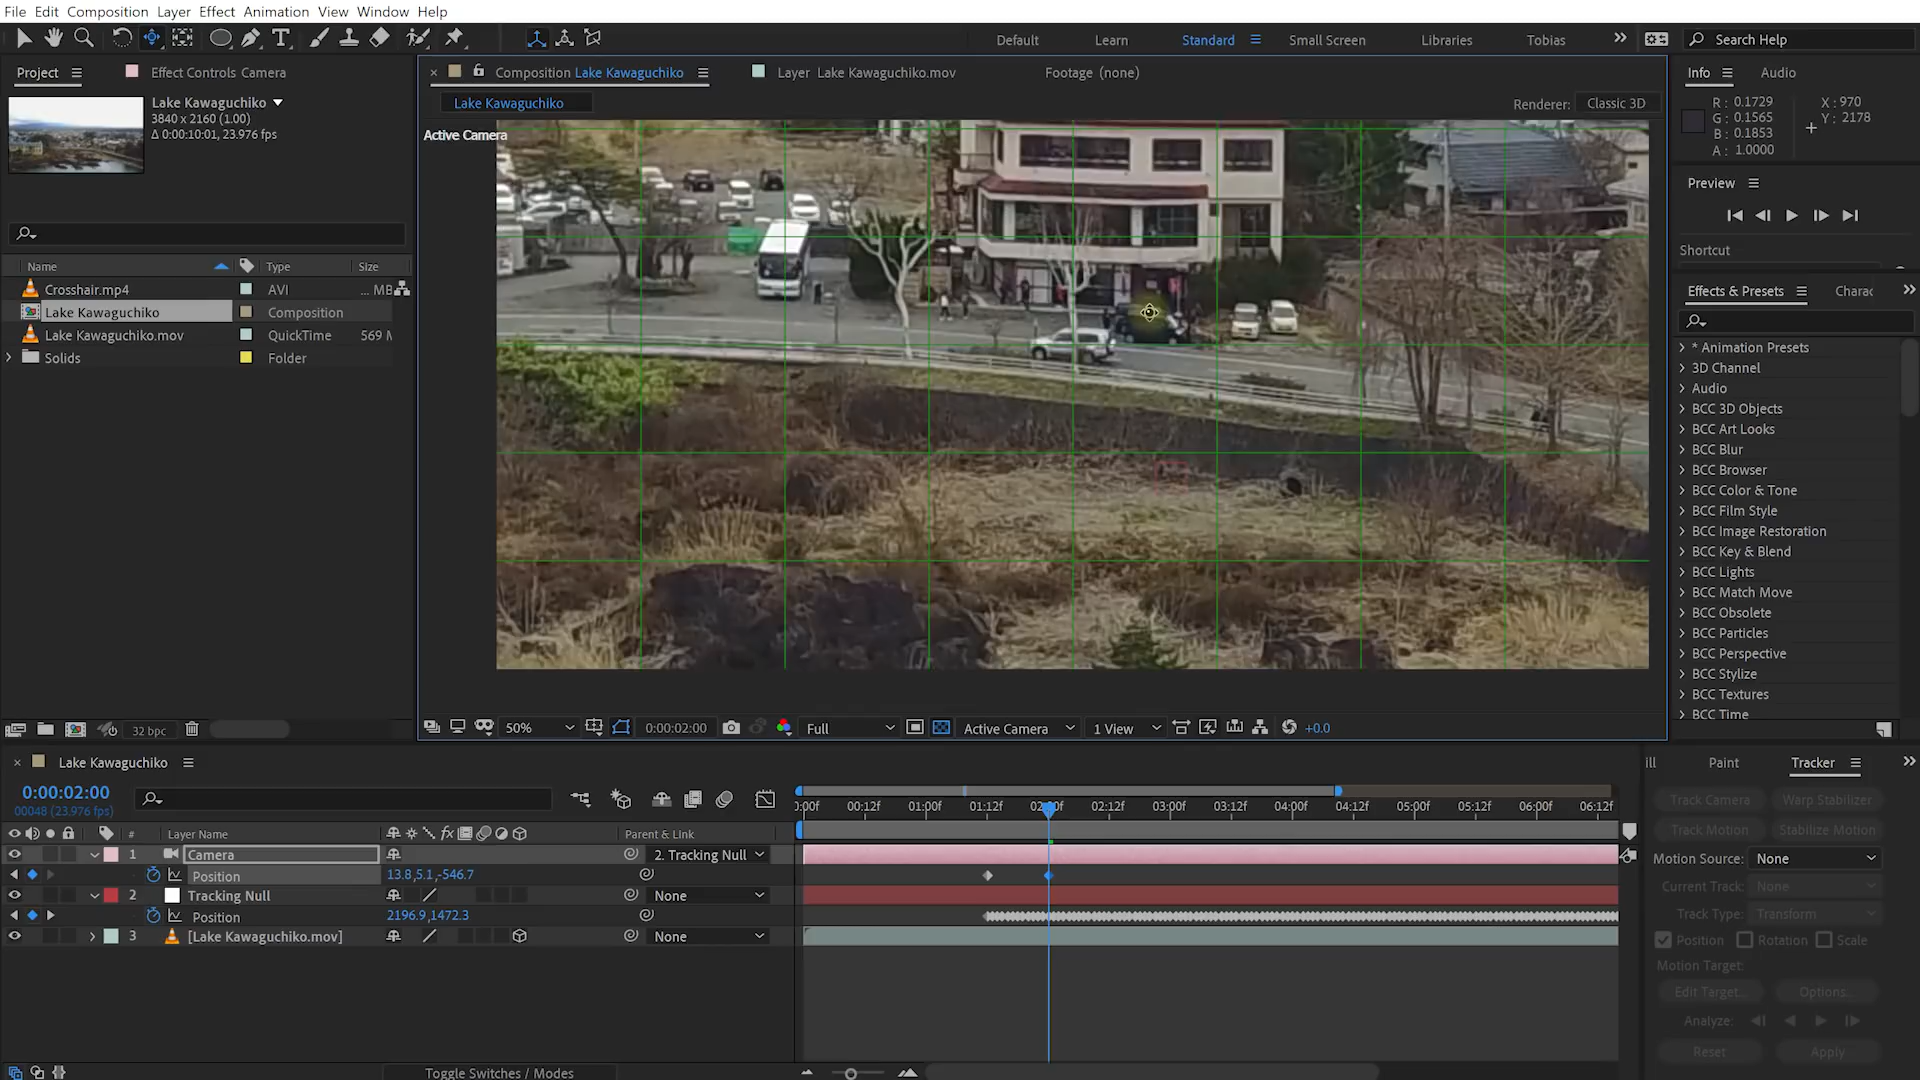 File Edit Composition Layer Effect Animation View Window Help
Default Learn Standard Small Screen Libraries Tobias Search Help
Project Effect Controls Camera
Composition Lake Kawaguchiko Layer Lake Kawaguchiko.mov Footage (none)
Info Audio
Lake Kawaguchiko
3840 x 2160 (1.00)
Δ 0:00:10:01, 23.976 fps
Lake Kawaguchiko
Renderer: Classic 3D
Active Camera
R : 0.1729
G : 0.1565
B : 0.1853
A : 1.0000
X : 970
Y : 2178
Preview
Shortcut
Effects & Presets Charac
* Animation Presets
3D Channel
Audio
BCC 3D Objects
BCC Art Looks
BCC Blur
BCC Browser
BCC Color & Tone
BCC Film Style
BCC Image Restoration
BCC Key & Blend
BCC Lights
BCC Match Move
BCC Obsolete
BCC Particles
BCC Perspective
BCC Stylize
BCC Textures
BCC Time
Name Type Size
Crosshair.mp4 AVI ... MB
Lake Kawaguchiko Composition
Lake Kawaguchiko.mov QuickTime 569 M
Solids Folder
32 bpc
50% 0:00:02:00 Full Active Camera 1 View +0.0
Lake Kawaguchiko
0:00:02:00
00048 (23.976 fps)
# Layer Name fx Parent & Link
1 Camera 2. Tracking Null
Position 13.8,5.1,-546.7
2 Tracking Null None
Position 2196.9,1472.3
3 [Lake Kawaguchiko.mov] None
Toggle Switches / Modes
):00f 00:12f 01:00f 01:12f 02:00f 02:12f 03:00f 03:12f 04:00f 04:12f 05:00f 05:12f 06:00f 06:12f
ill Paint Tracker
Track Camera Warp Stabilizer
Track Motion Stabilize Motion
Motion Source: None
Current Track: None
Track Type: Transform
Position Rotation Scale
Motion Target:
Edit Target... Options...
Analyze:
Reset Apply